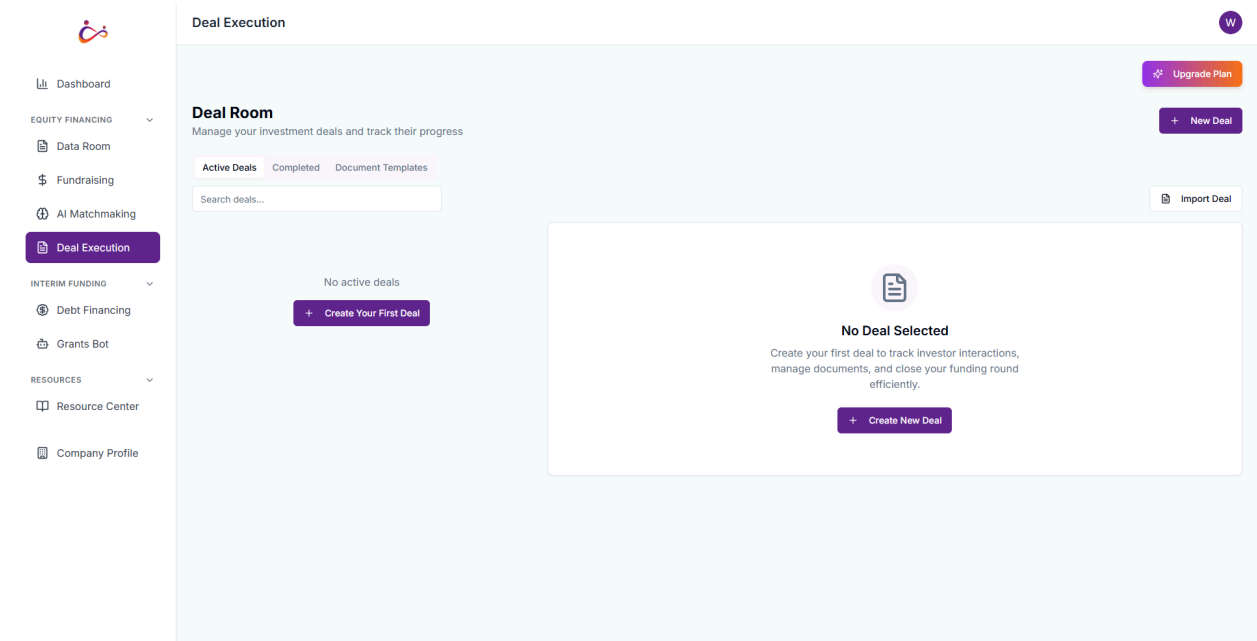 Deal Execution
W
Dashboard
EQUITY FINANCING
Data Room
Fundraising
AI Matchmaking
Deal Execution
INTERIM FUNDING
Debt Financing
Grants Bot
RESOURCES
Resource Center
Company Profile
Upgrade Plan
Deal Room
Manage your investment deals and track their progress
New Deal
Active Deals
Completed
Document Templates
Search deals...
Import Deal
No active deals
Create Your First Deal
No Deal Selected
Create your first deal to track investor interactions,
manage documents, and close your funding round
efficiently.
Create New Deal